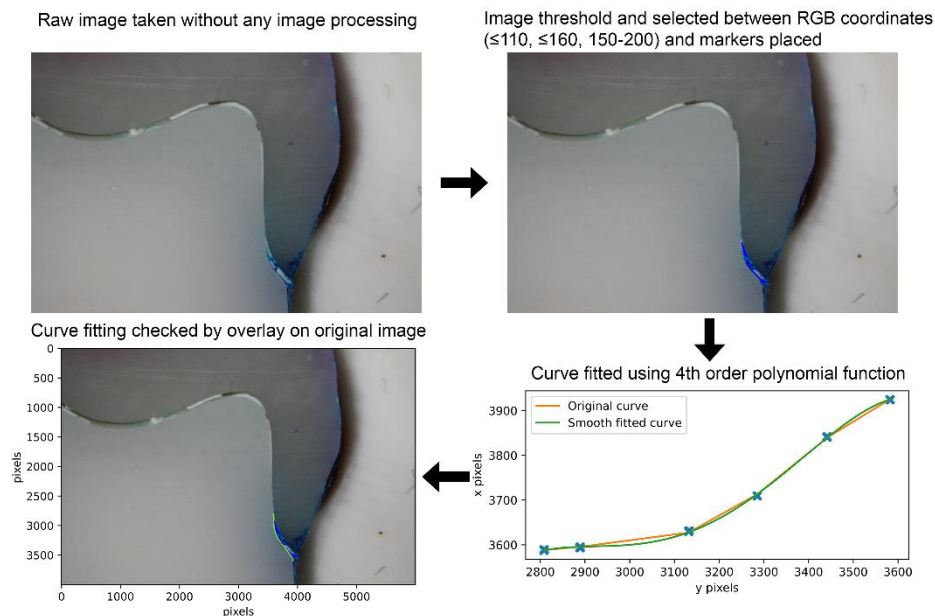 Raw image taken without any image processing
Image threshold and selected between RGB coordinates
(≤110, ≤160, 150-200) and markers placed
Curve fitting checked by overlay on original image
0
500
1000
1500
2000
2500
3000
3500
pixels
0
1000
2000
3000
4000
5000
pixels
Curve fitted using 4th order polynomial function
Original curve
Smooth fitted curve
3900
3800
3700
3600
x pixels
2800
2900
3000
3100
3200
3300
3400
3500
3600
y pixels